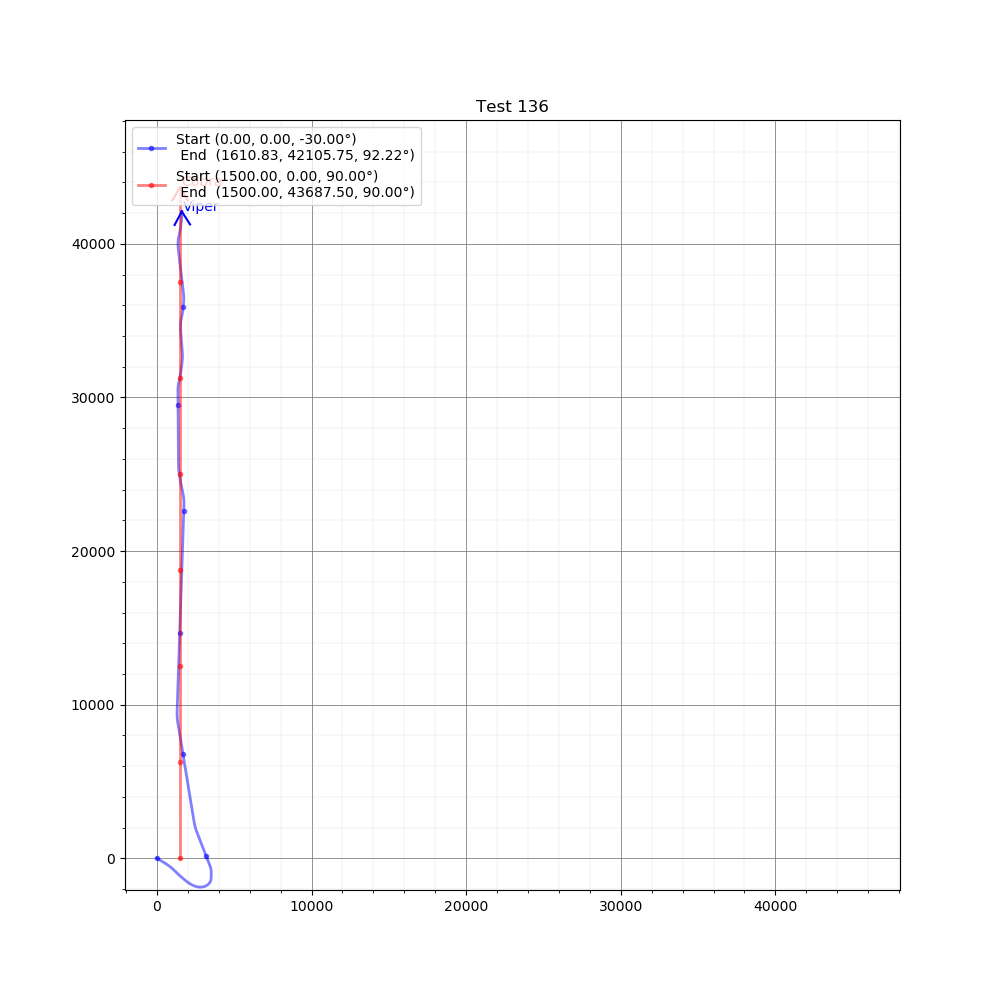 Test 136
Start (0.00, 0.00, -30.00°)
End (1610.83, 42105.75, 92.22°)
Start (1500.00, 0.00, 90.00°)
End (1500.00, 43687.50, 90.00°)
Viper
40000
30000
20000
10000
0
0 10000 20000 30000 40000